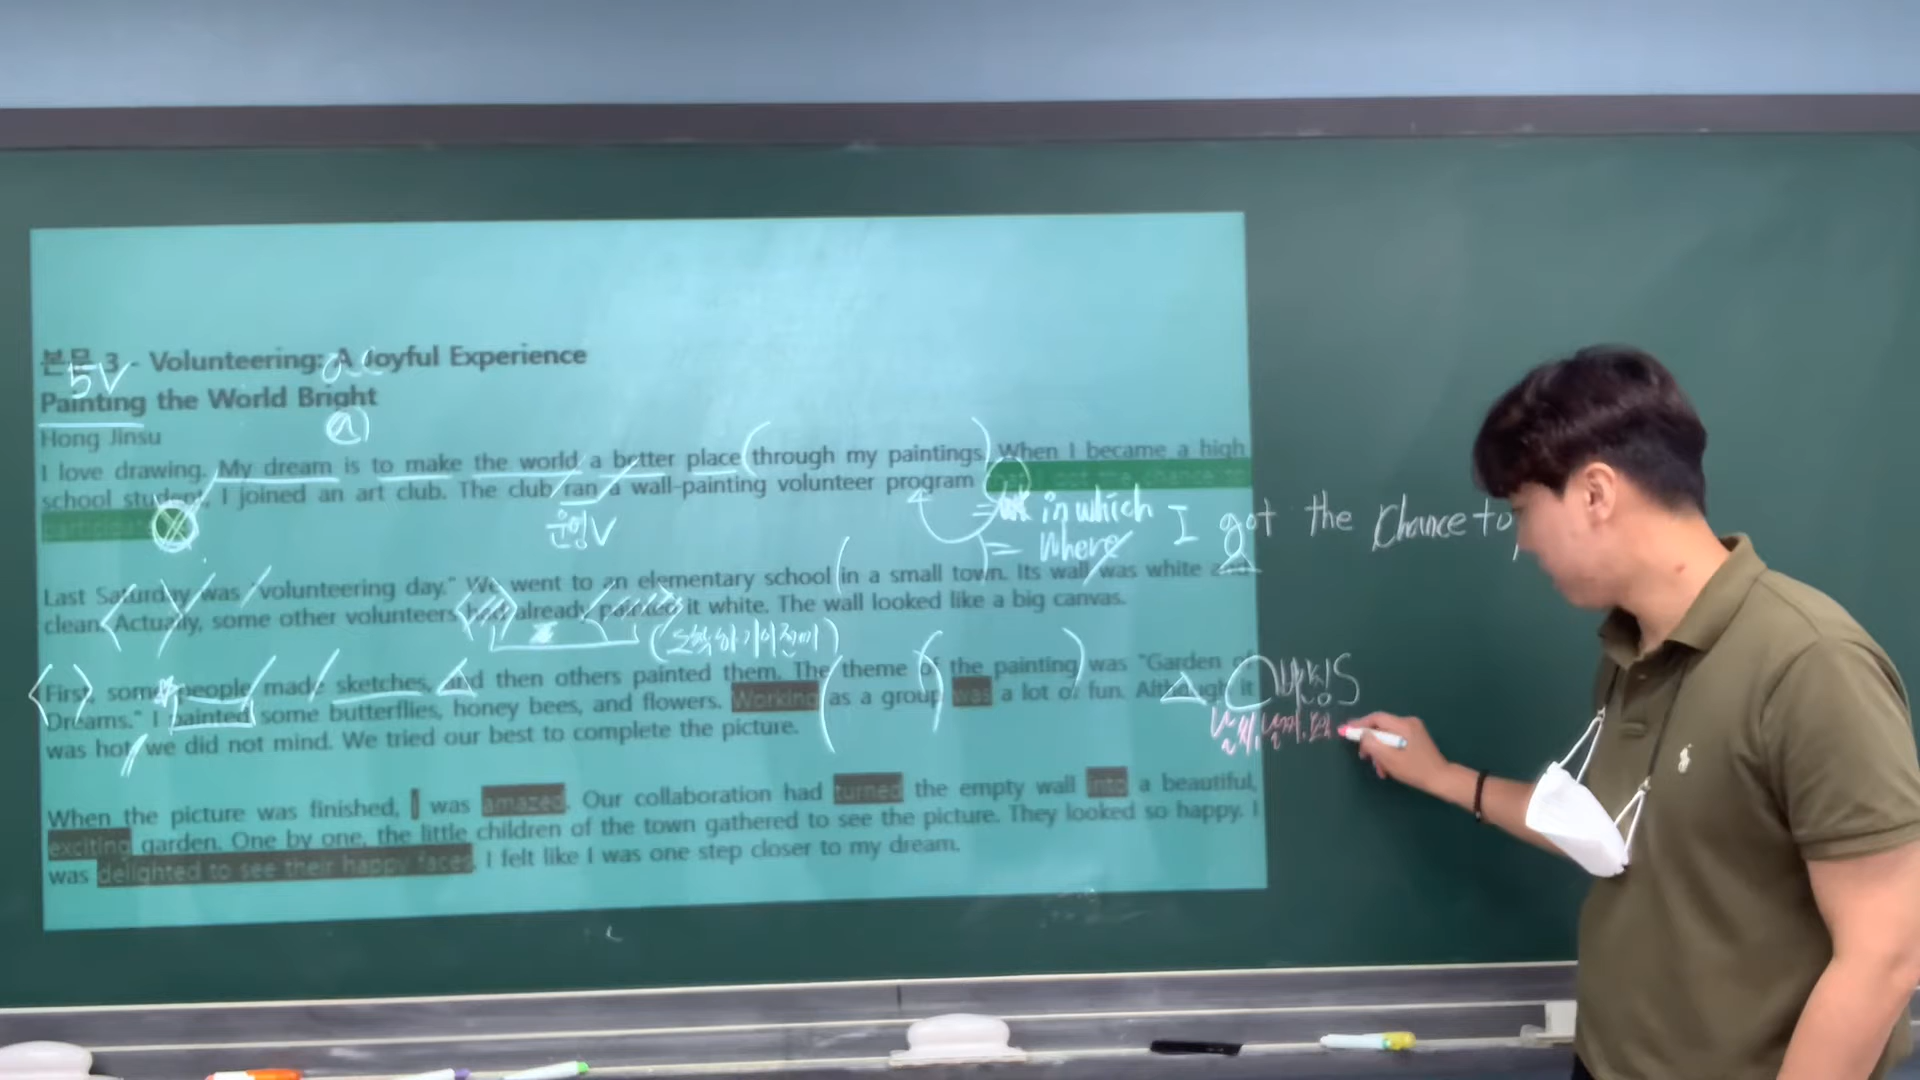 본문 3 - Volunteering: A Joyful Experience
5V
Painting the World Bright
a)
Hong Jinsu
I love drawing. My dream is to make the world a better place through my paintings. When I became a high
school student, I joined an art club. The club ran a wall-painting volunteer program
운영V
= in which
= where
I got the chance to
Last Saturday was "volunteering day." We went to an elementary school in a small town. Its wall was white and
clean. Actually, some other volunteers had already painted it white. The wall looked like a big canvas.
First, some people made sketches, and then others painted them. The theme of the painting was "Garden of
Dreams." I painted some butterflies, honey bees, and flowers. Working as a group was a lot of fun. Although it
was hot, we did not mind. We tried our best to complete the picture.
When the picture was finished, I was amazed. Our collaboration had turned the empty wall into a beautiful,
exciting garden. One by one, the little children of the town gathered to see the picture. They looked so happy. I
was delighted to see their happy faces. I felt like I was one step closer to my dream.